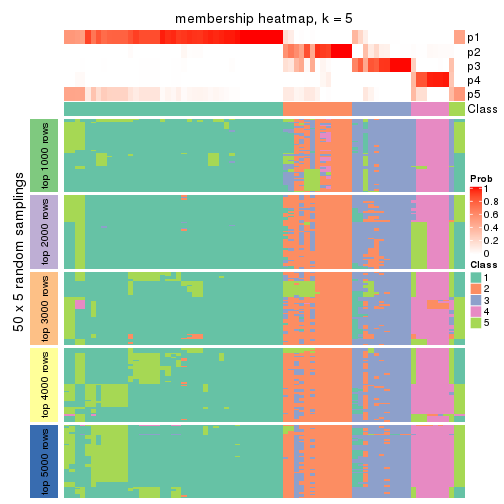 membership heatmap, k = 5
p1
p2
p3
p4
p5
Class
50 x 5 random samplings
top 1000 rows
top 2000 rows
top 3000 rows
top 4000 rows
top 5000 rows
Prob
1
0.8
0.6
0.4
0.2
0
Class
1
2
3
4
5